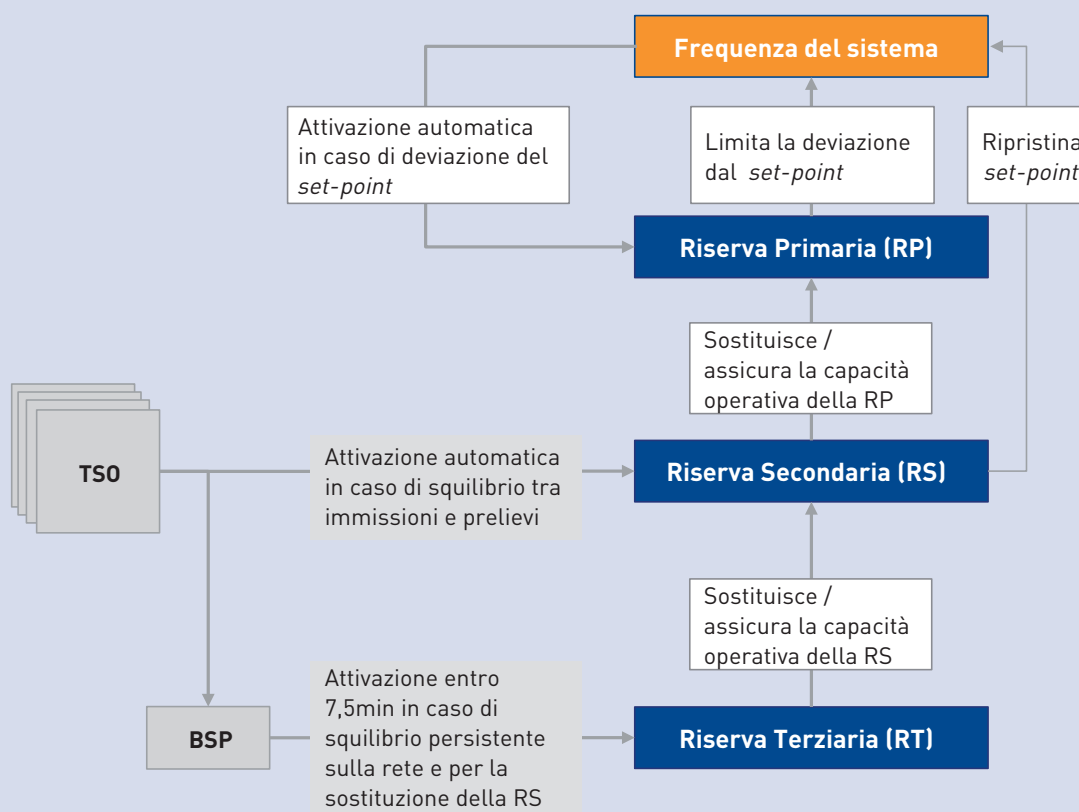 Frequenza del sistema
Attivazione automatica
in caso di deviazione del
set-point
Limita la deviazione
dal set-point
Ripristina
set-point
Riserva Primaria (RP)
Sostituisce /
assicura la capacità
operativa della RP
TSO
Attivazione automatica
in caso di squilibrio tra
immissioni e prelievi
Riserva Secondaria (RS)
Sostituisce /
assicura la capacità
operativa della RS
BSP
Attivazione entro
7,5min in caso di
squilibrio persistente
sulla rete e per la
sostituzione della RS
Riserva Terziaria (RT)